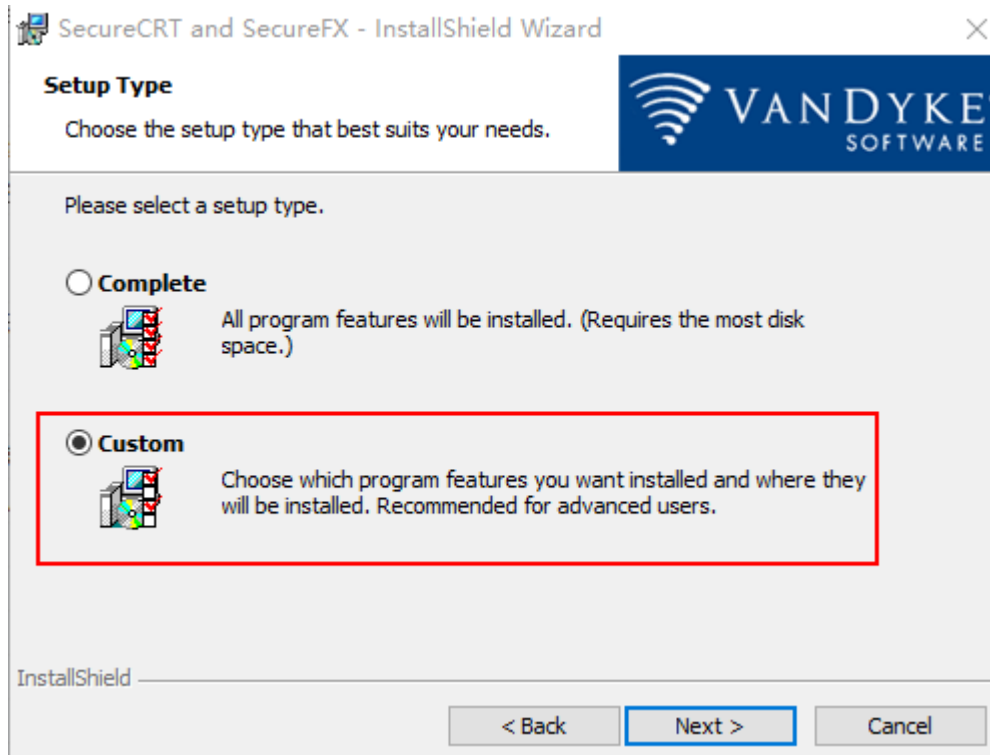 SecureCRT and SecureFX - InstallShield Wizard
Setup Type
Choose the setup type that best suits your needs.
VANDYKE
SOFTWARE
Please select a setup type.
Complete
All program features will be installed. (Requires the most disk
space.)
Custom
Choose which program features you want installed and where they
will be installed. Recommended for advanced users.
InstallShield
< Back
Next >
Cancel